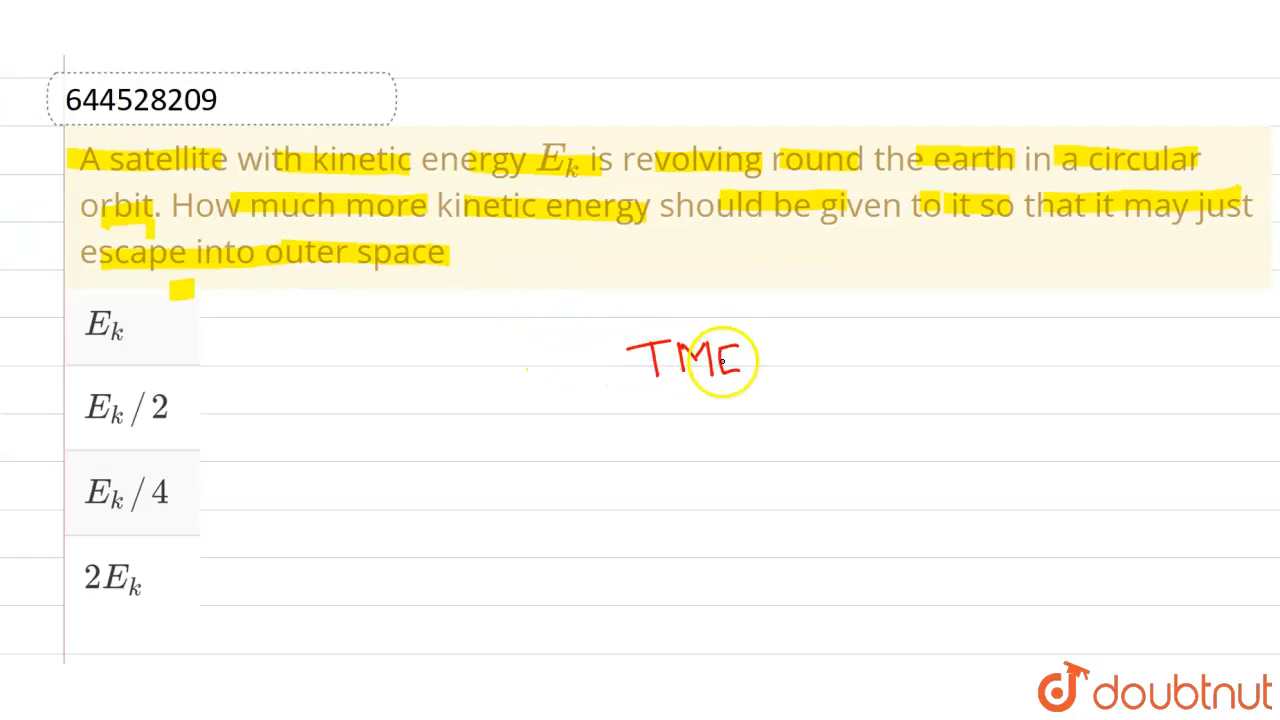 644528209
A satellite with kinetic energy E_k is revolving round the earth in a circular
orbit. How much more kinetic energy should be given to it so that it may just
escape into outer space
E_k
TME
E_k / 2
E_k / 4
2E_k
doubtnut